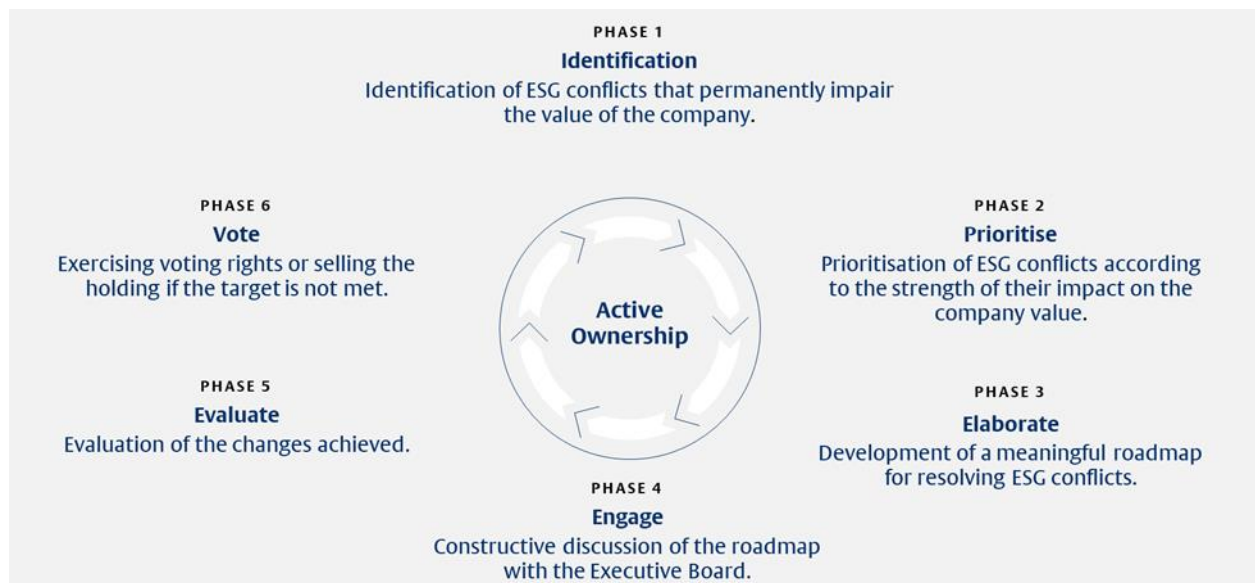 PHASE 1
Identification
Identification of ESG conflicts that permanently impair
the value of the company.
PHASE 2
Prioritise
Prioritisation of ESG conflicts according
to the strength of their impact on the
company value.
PHASE 3
Elaborate
Development of a meaningful roadmap
for resolving ESG conflicts.
PHASE 4
Engage
Constructive discussion of the roadmap
with the Executive Board.
PHASE 5
Evaluate
Evaluation of the changes achieved.
PHASE 6
Vote
Exercising voting rights or selling the
holding if the target is not met.
Active
Ownership